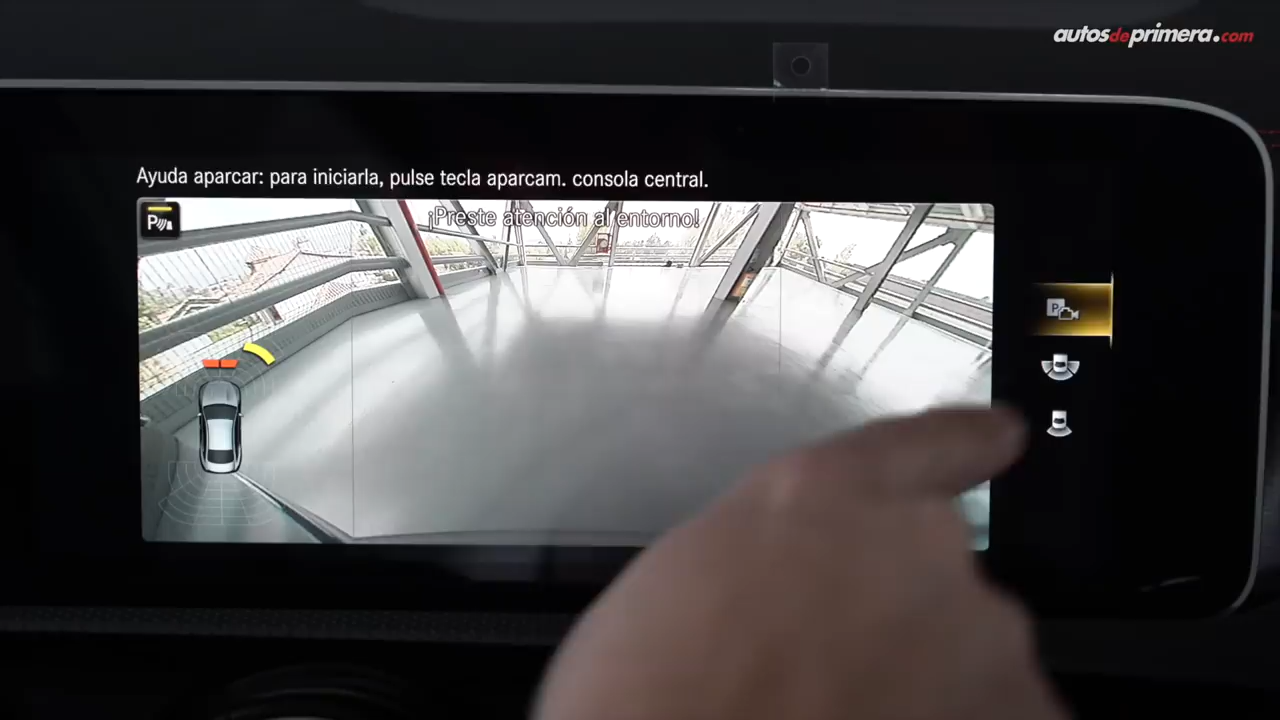 autosdeprimera.com
Ayuda aparcar: para iniciarla, pulse tecla aparcam. consola central.
P
¡Preste atención al entorno!
P